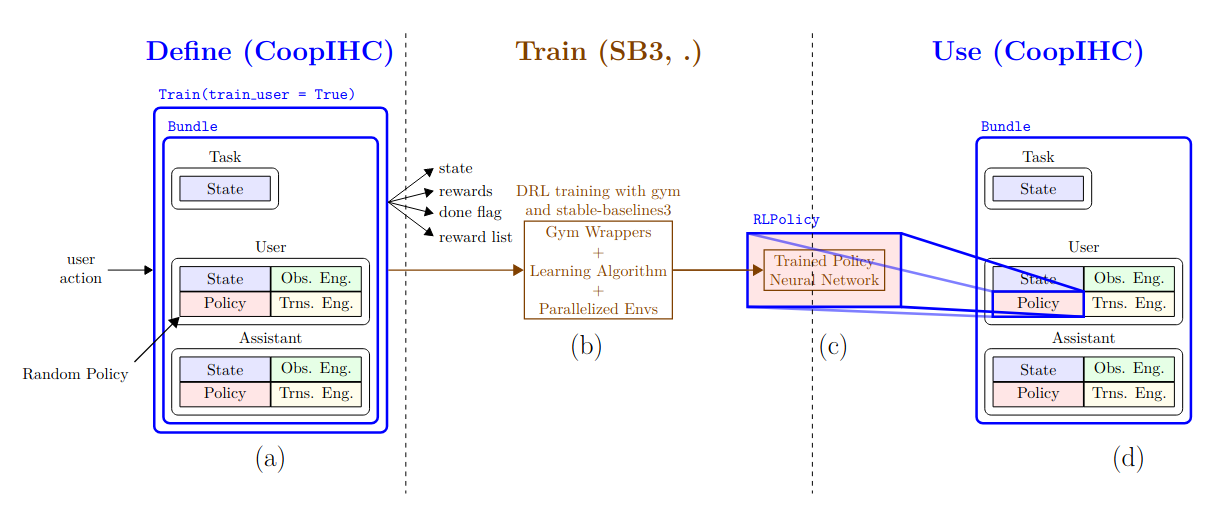 Define (CoopIHC)
Train (SB3, .)
Use (CoopIHC)
Train(train_user = True)
Bundle
Task
State
User
State
Obs. Eng.
Policy
Trns. Eng.
Assistant
State
Obs. Eng.
Policy
Trns. Eng.
user
action
Random Policy
(a)
state
rewards
done flag
reward list
DRL training with gym
and stable-baselines3
Gym Wrappers
+
Learning Algorithm
+
Parallelized Envs
(b)
RLPolicy
Trained Policy
Neural Network
(c)
Bundle
Task
State
User
State
Obs. Eng.
Policy
Trns. Eng.
Assistant
State
Obs. Eng.
Policy
Trns. Eng.
(d)